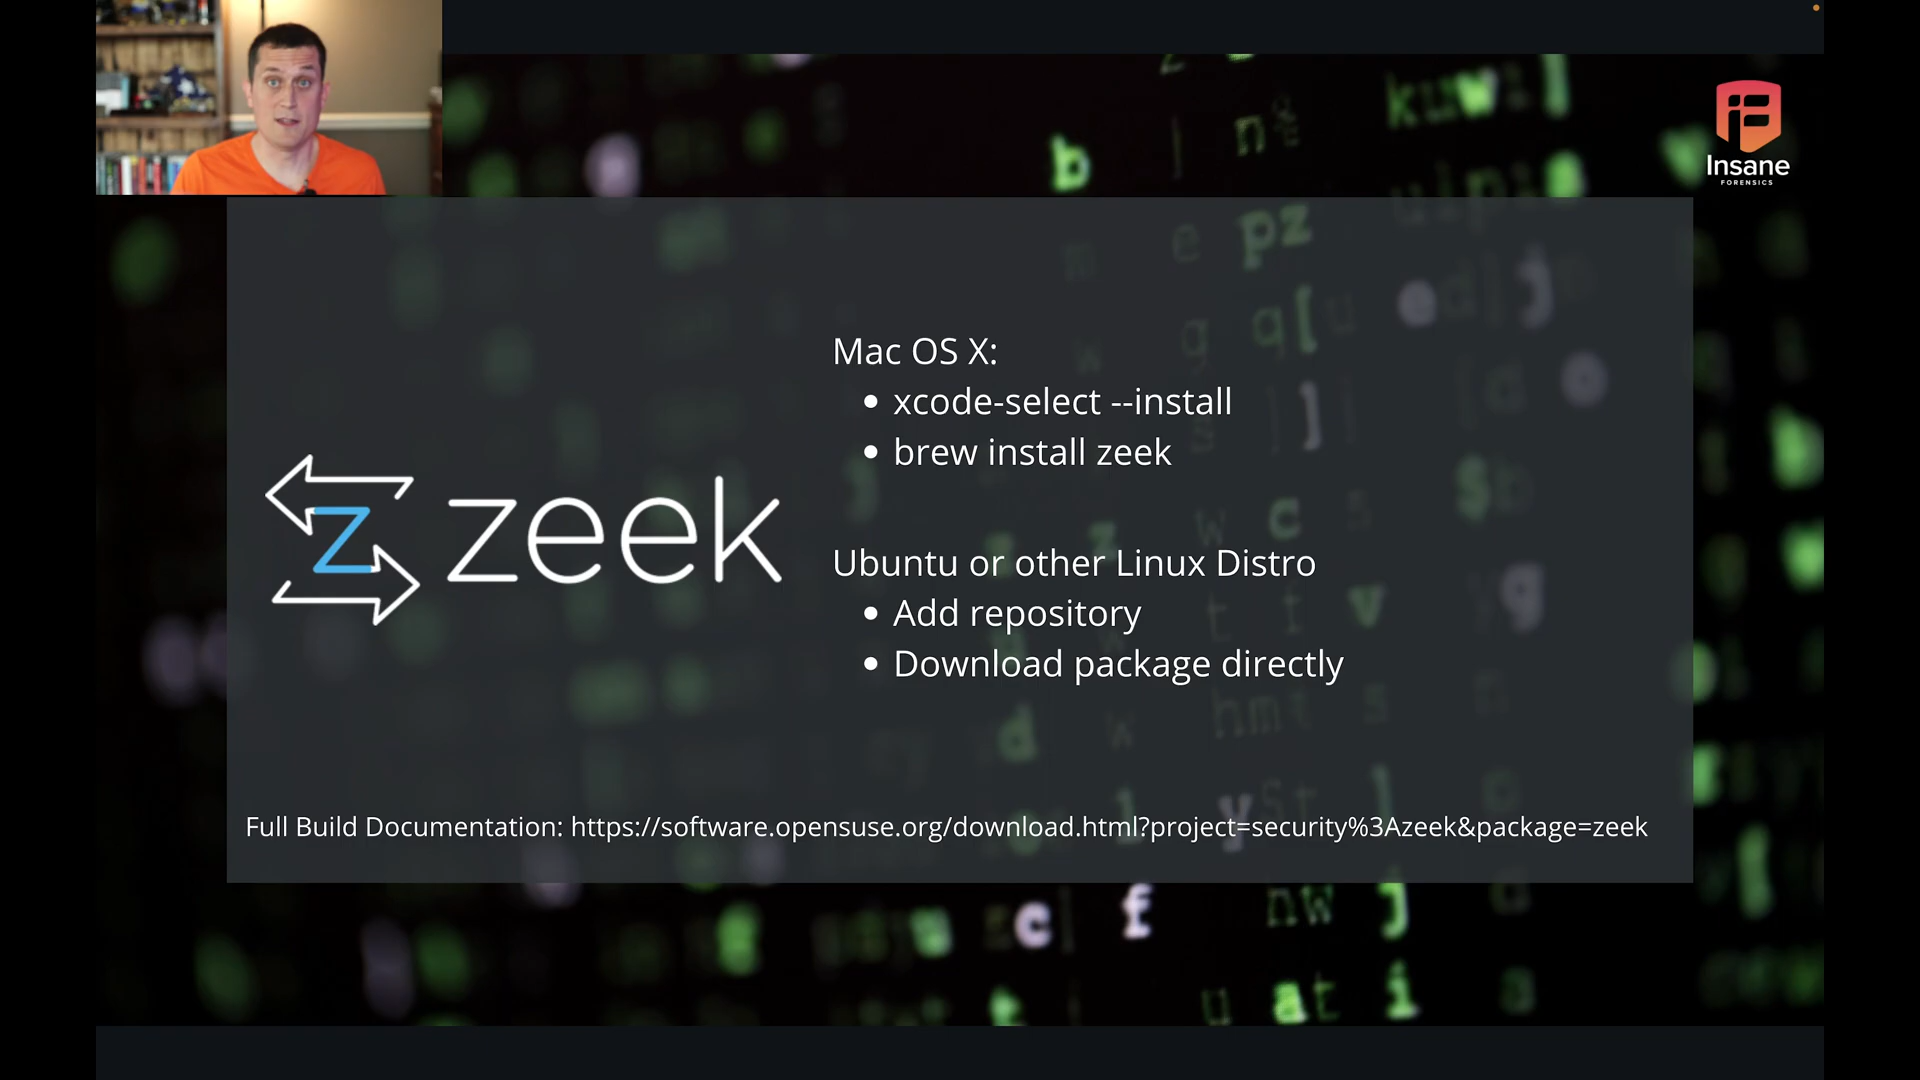 Insane
FORENSICS
Mac OS X:
• xcode-select --install
• brew install zeek
z zeek
Ubuntu or other Linux Distro
• Add repository
• Download package directly
Full Build Documentation: https://software.opensuse.org/download.html?project=security%3Azeek&package=zeek